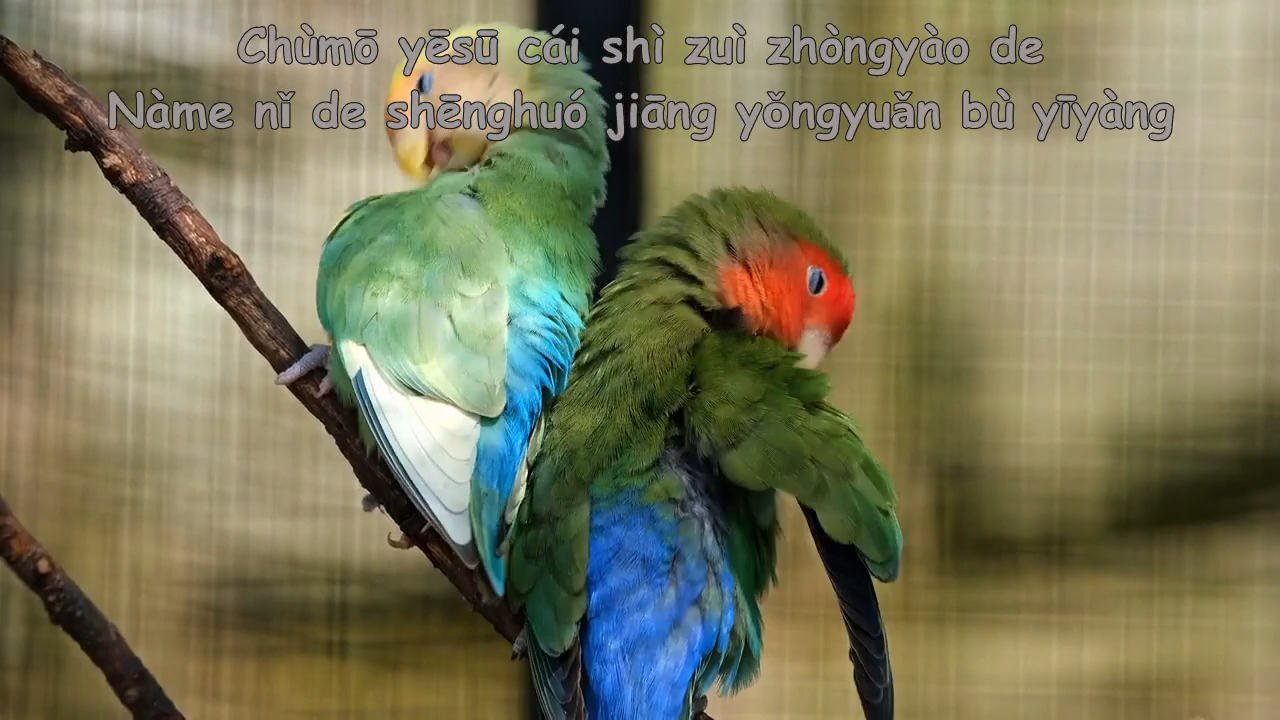 Chùmō yēsū cái shì zuì zhòngyào de
Nàme nǐ de shēnghuó jiāng yǒngyuǎn bù yīyàng